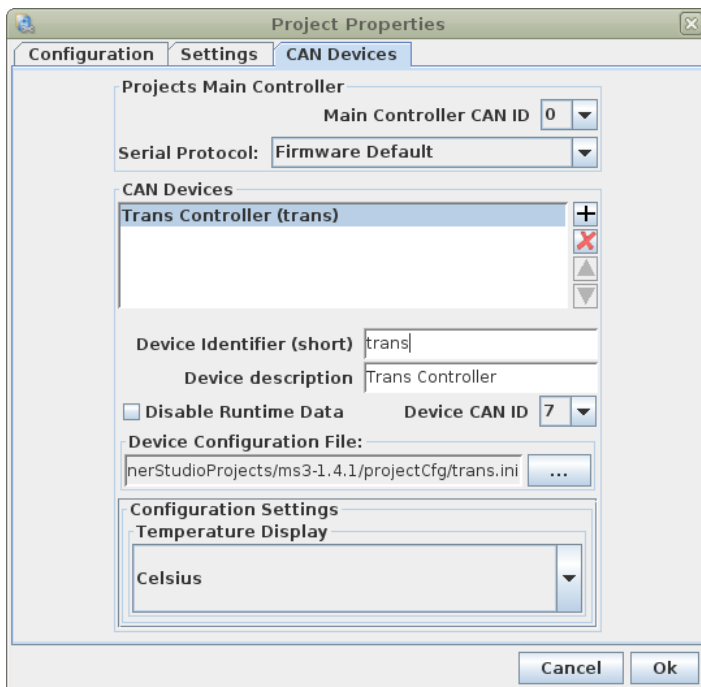 Project Properties
Configuration Settings CAN Devices
Projects Main Controller
Main Controller CAN ID 0
Serial Protocol: Firmware Default
CAN Devices
Trans Controller (trans)
Device Identifier (short) trans
Device description Trans Controller
Disable Runtime Data Device CAN ID 7
Device Configuration File:
nerStudioProjects/ms3-1.4.1/projectCfg/trans.ini ...
Configuration Settings
Temperature Display
Celsius
Cancel Ok